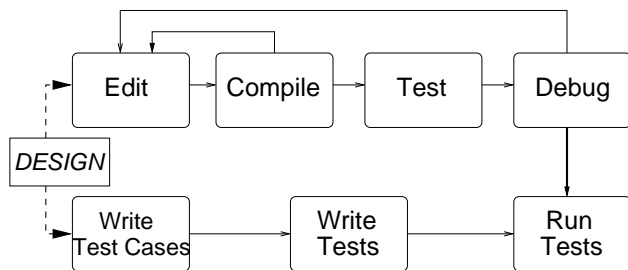 Edit
Compile
Test
Debug
DESIGN
Write
Test Cases
Write
Tests
Run
Tests